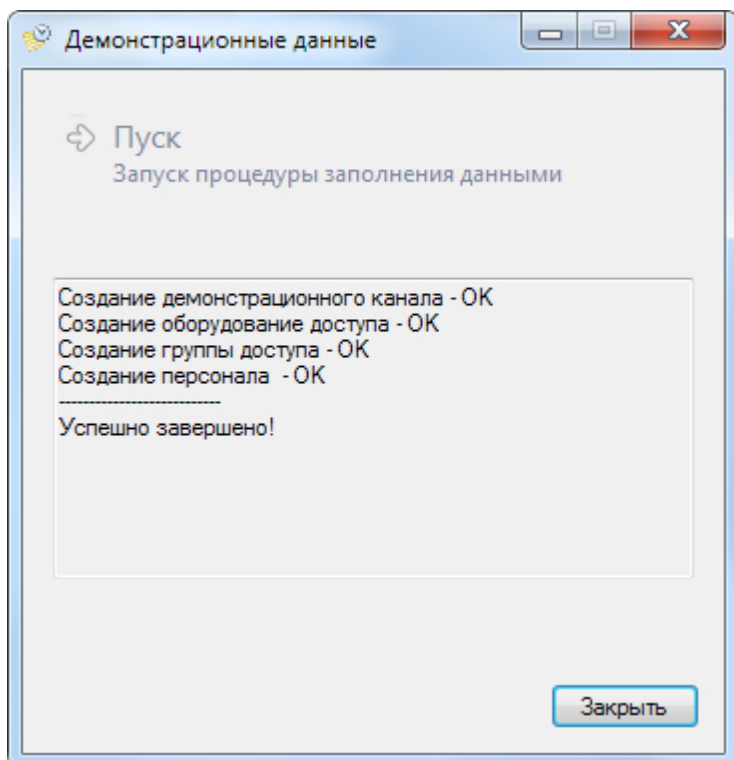 Демонстрационные данные
Пуск
Запуск процедуры заполнения данными
Создание демонстрационного канала - OK
Создание оборудование доступа - OK
Создание группы доступа - OK
Создание персонала  - OK
---------------------------
Успешно завершено!
Закрыть